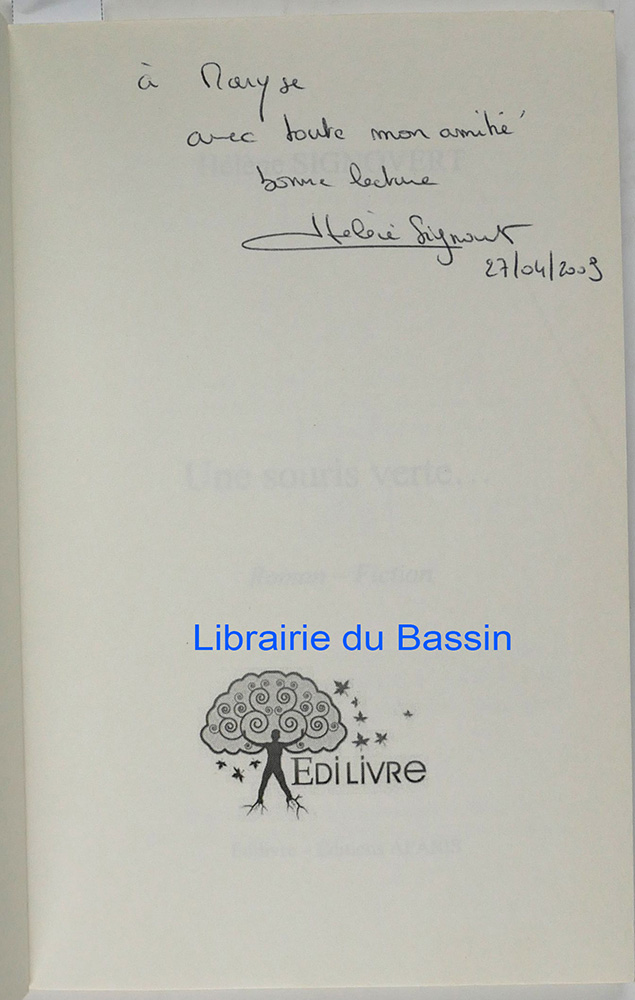 à Maryse
avec toute mon amitié
bonne lecture
Hélène Signovert
27/04/2009
Hélène SIGNOVERT
Une souris verte...
Roman – Fiction
Librairie du Bassin
EDILIVRE
Edilivre – Editions APARIS